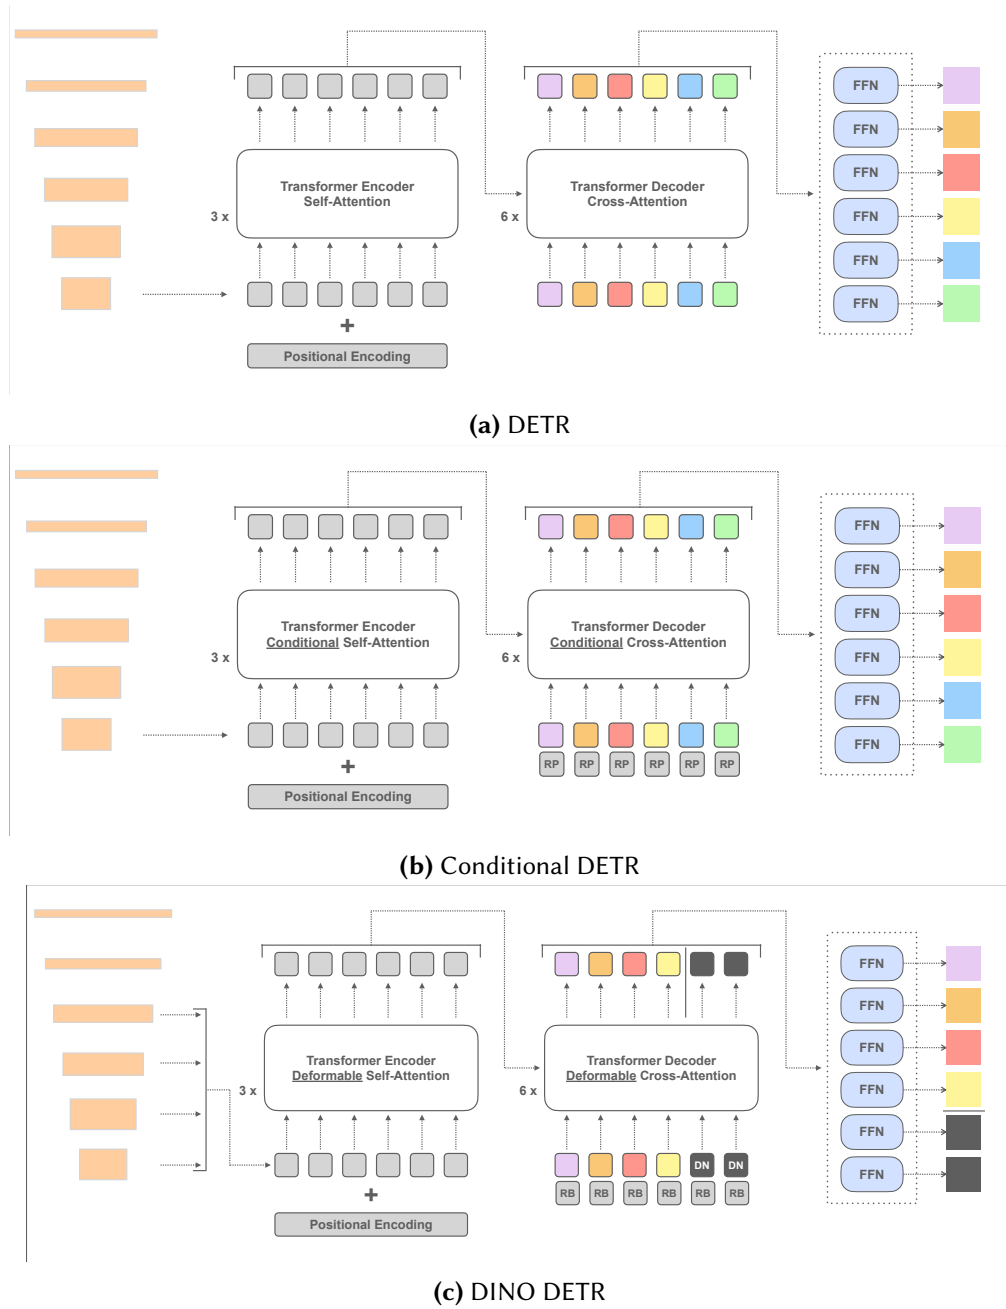 Transformer Encoder
Self-Attention
3 x
Transformer Decoder
Cross-Attention
6 x
FFN
FFN
FFN
FFN
FFN
FFN
+
Positional Encoding
(a) DETR
Transformer Encoder
Conditional Self-Attention
3 x
Transformer Decoder
Conditional Cross-Attention
6 x
FFN
FFN
FFN
FFN
FFN
FFN
RP RP RP RP RP RP
+
Positional Encoding
(b) Conditional DETR
Transformer Encoder
Deformable Self-Attention
3 x
Transformer Decoder
Deformable Cross-Attention
6 x
FFN
FFN
FFN
FFN
FFN
FFN
DN DN
RB RB RB RB RB RB
+
Positional Encoding
(c) DINO DETR